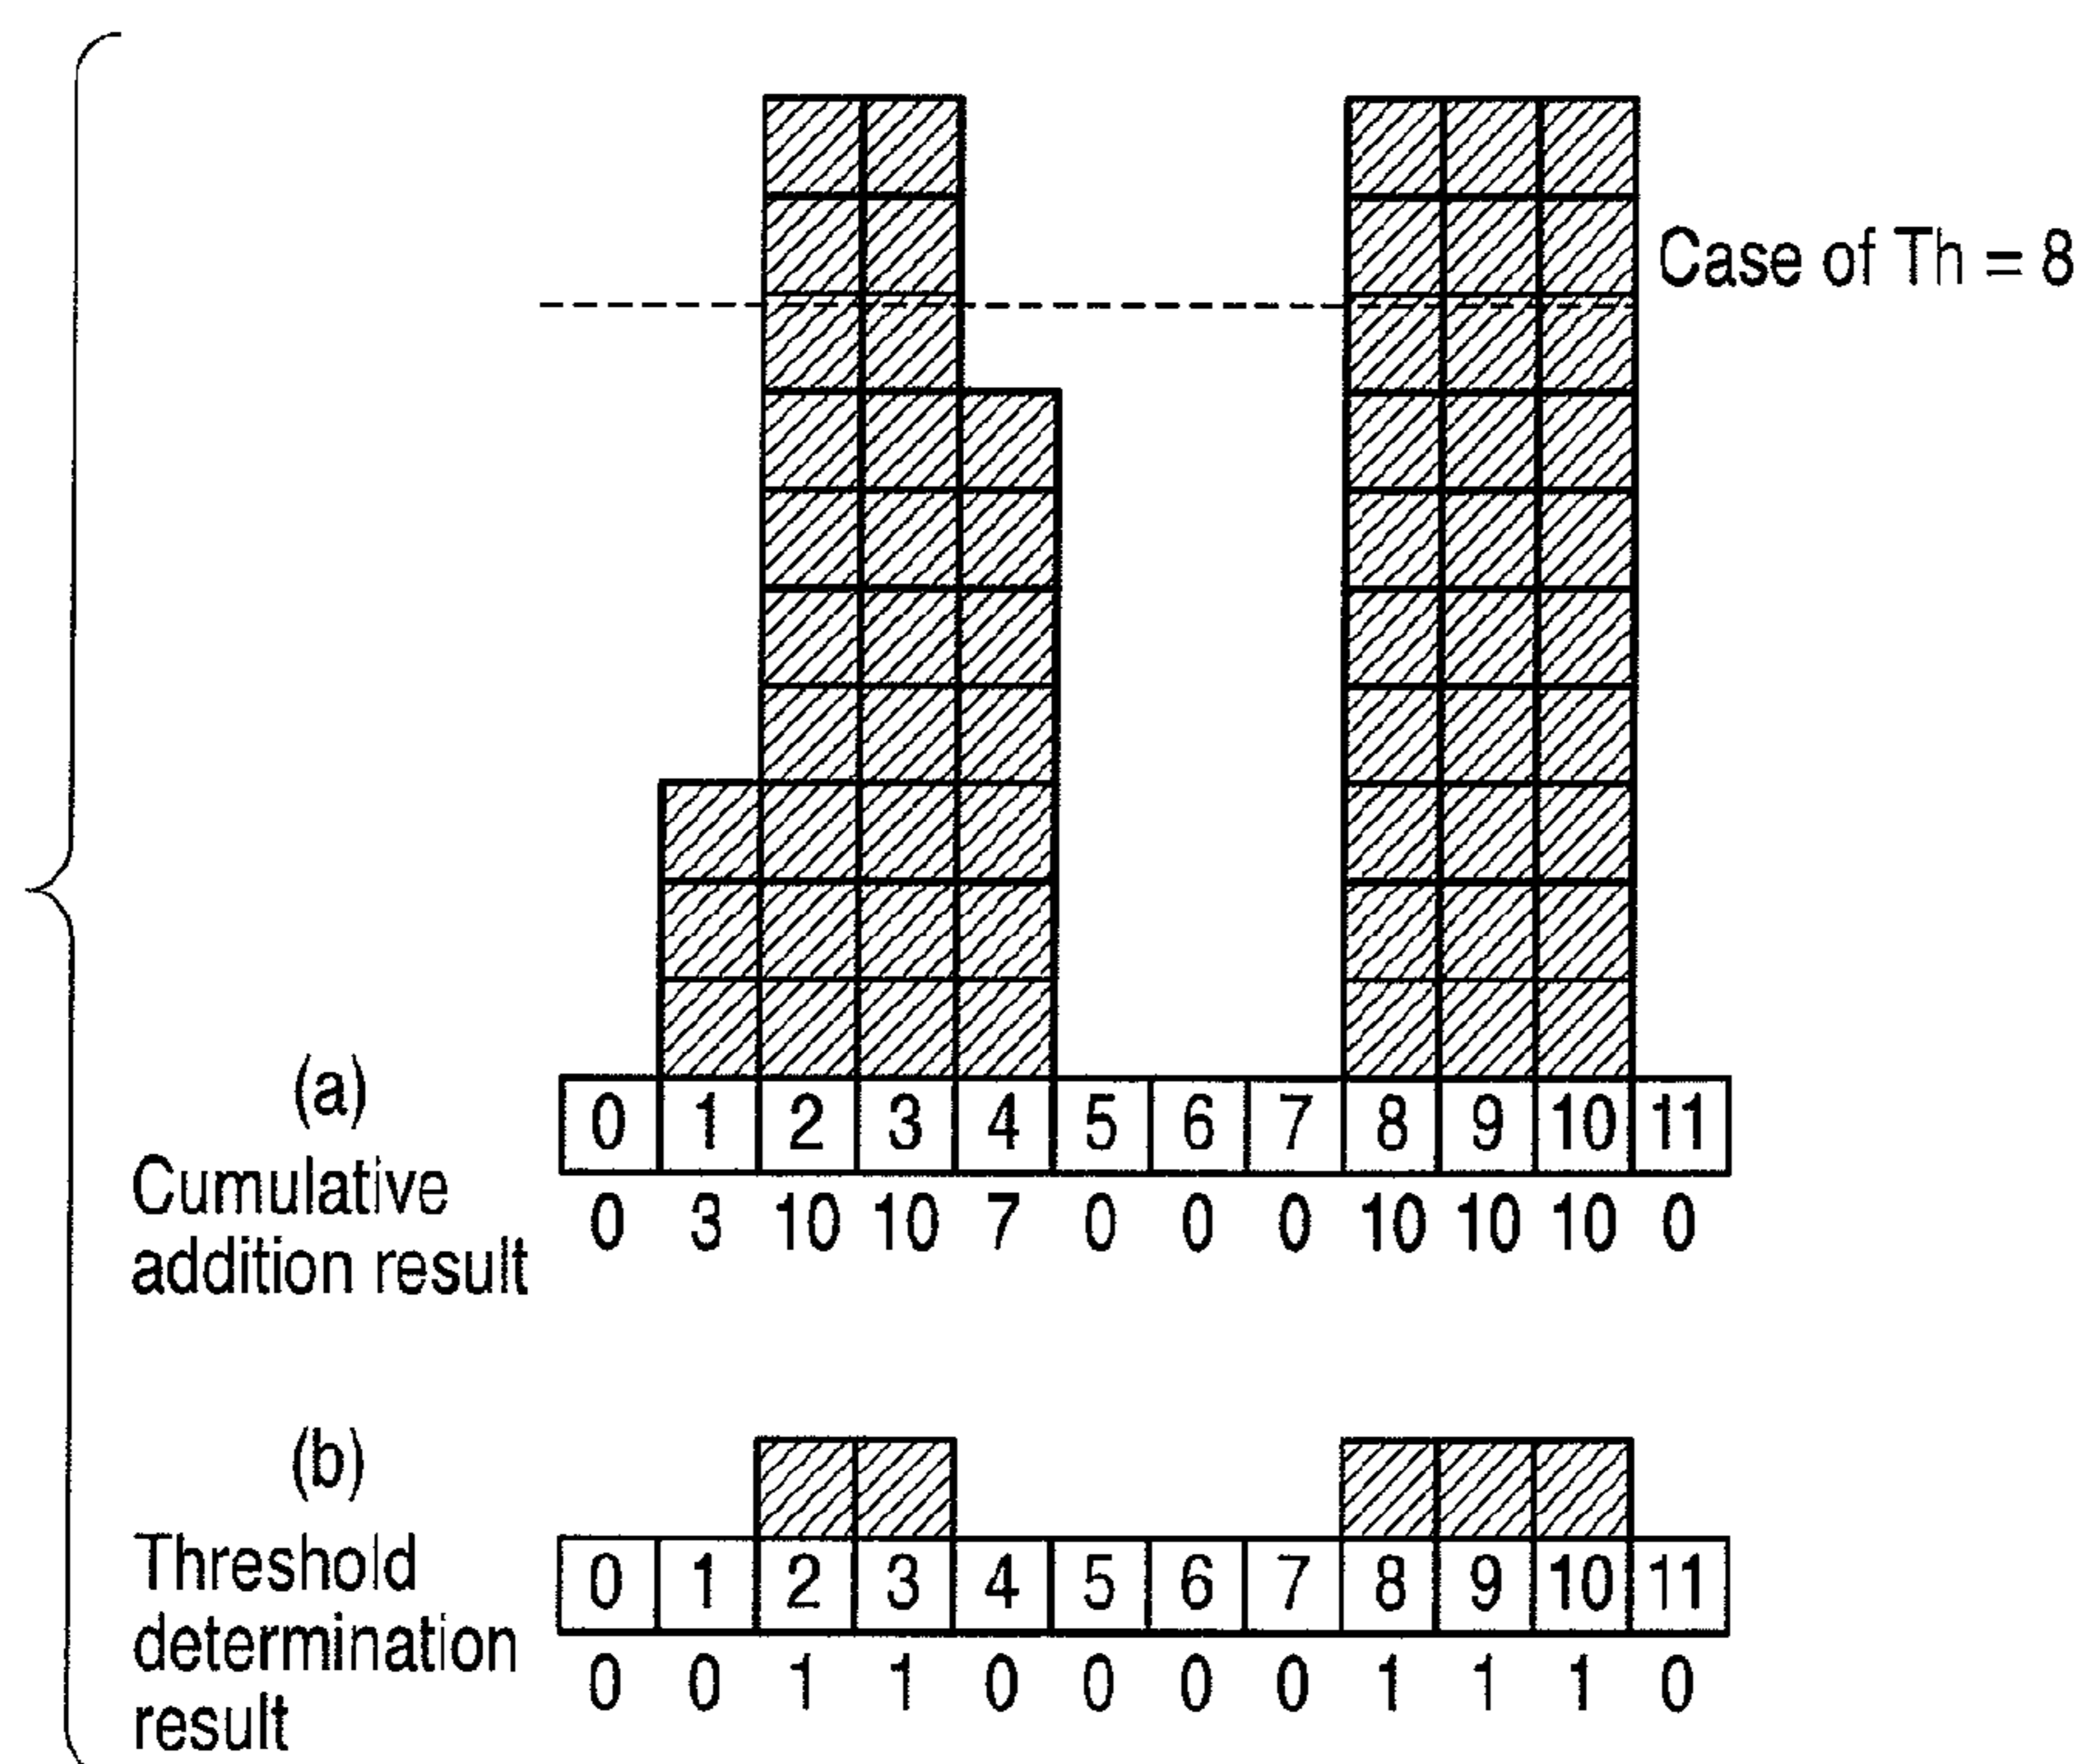 Case of Th = 8
(a)
0 1 2 3 4 5 6 7 8 9 10 11
Cumulative
addition result
0 3 10 10 7 0 0 0 10 10 10 0
(b)
Threshold
determination
result
0 1 2 3 4 5 6 7 8 9 10 11
0 0 1 1 0 0 0 0 1 1 1 0